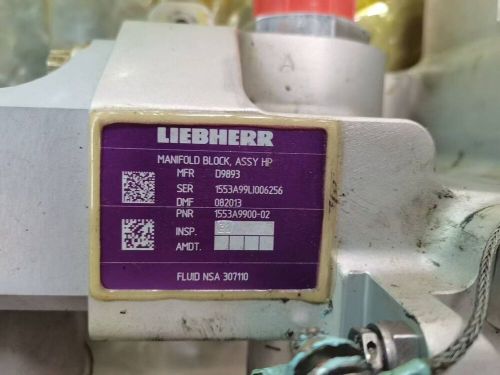 A
LIEBHERR
MANIFOLD BLOCK, ASSY HP
MFR D9893
SER 1553A99LI006256
DMF 082013
PNR 1553A9900-02
INSP.
AMDT.
FLUID NSA 307110